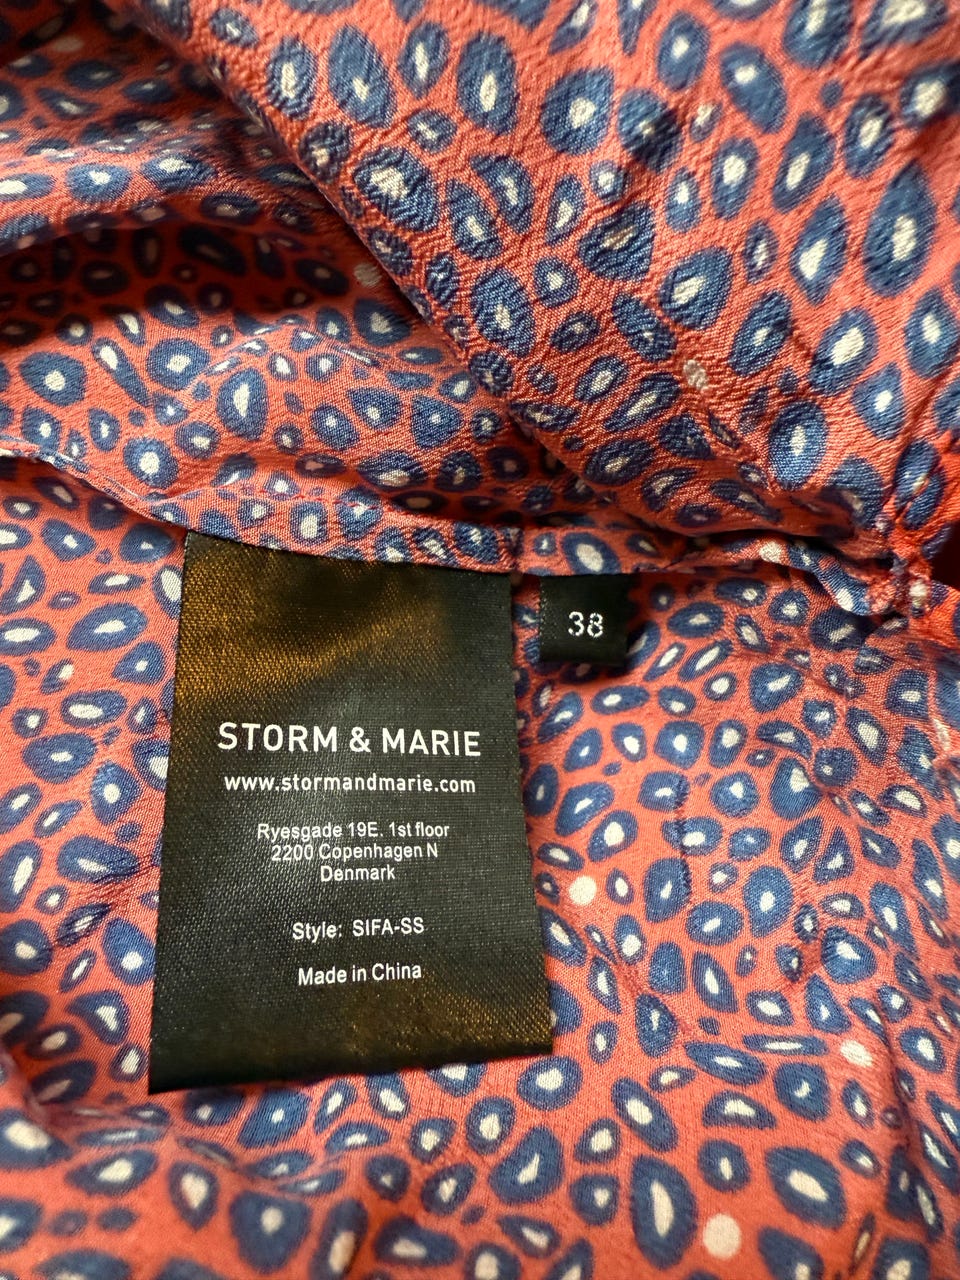 38
STORM & MARIE
www.stormandmarie.com
Ryesgade 19E. 1st floor
2200 Copenhagen N
Denmark
Style: SIFA-SS
Made in China